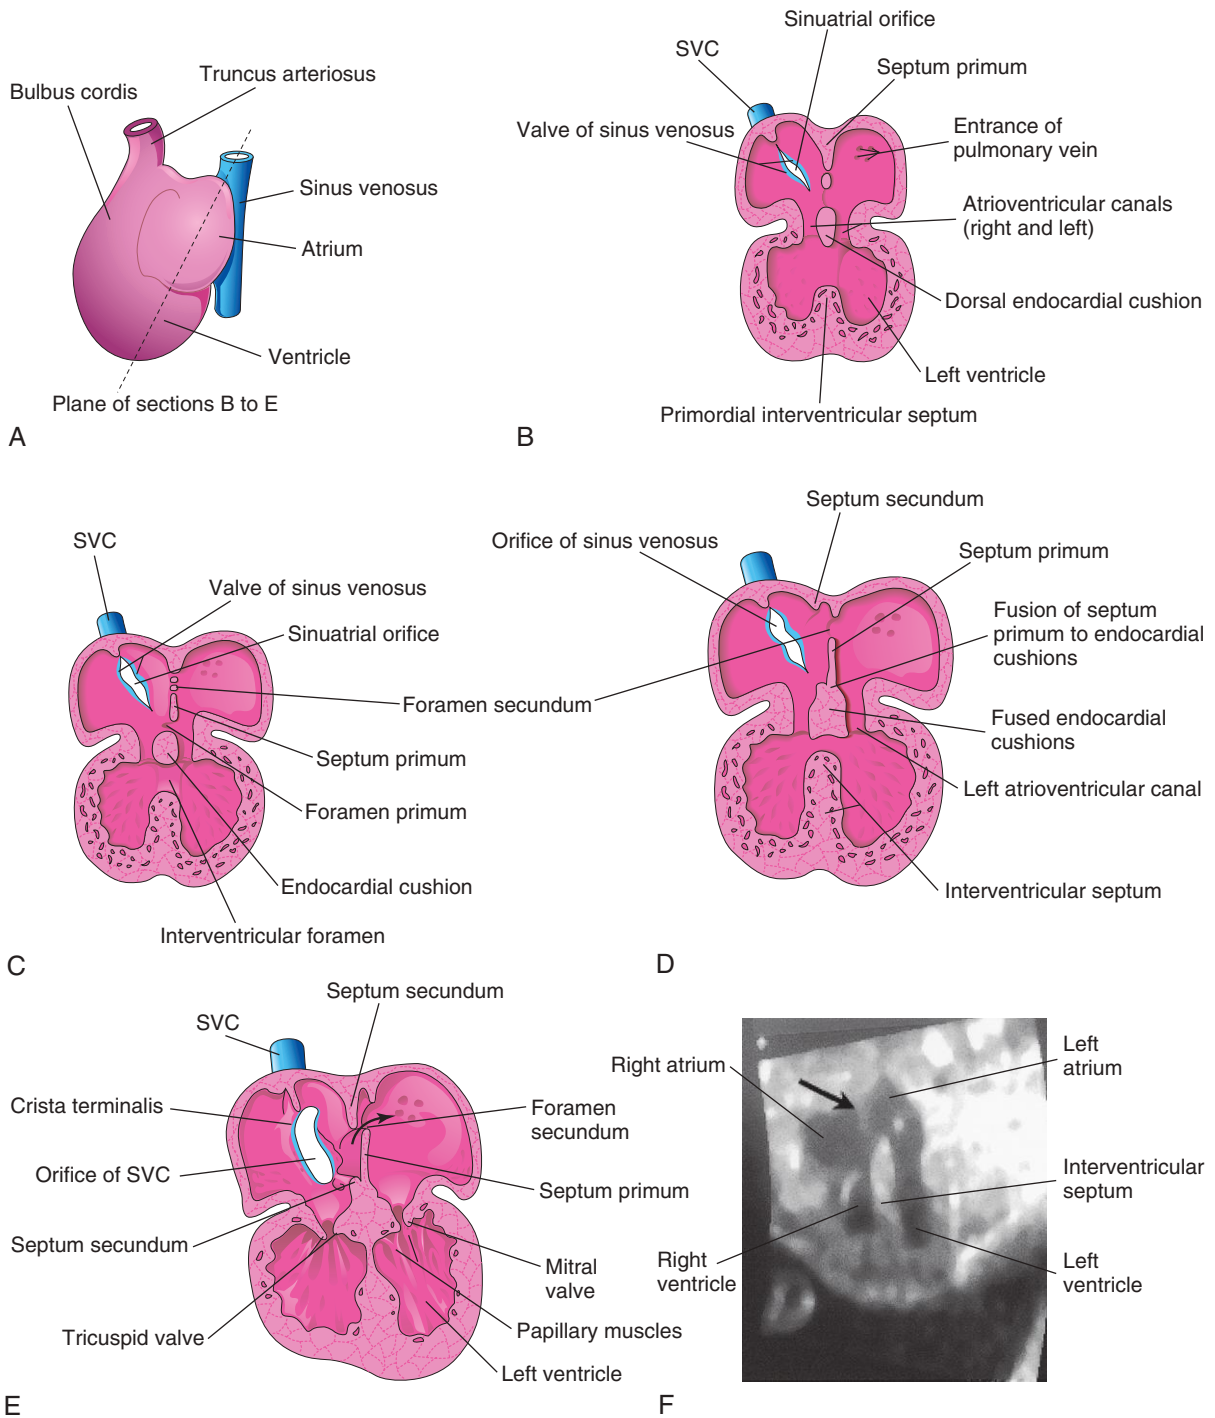 Truncus arteriosus
Bulbus cordis
Sinus venosus
Atrium
Ventricle
Plane of sections B to E
A
Sinuatrial orifice
SVC
Septum primum
Valve of sinus venosus
Entrance of
pulmonary vein
Atrioventricular canals
(right and left)
Dorsal endocardial cushion
Left ventricle
Primordial interventricular septum
B
SVC
Valve of sinus venosus
Sinuatrial orifice
Foramen secundum
Septum primum
Foramen primum
Endocardial cushion
Interventricular foramen
C
Septum secundum
Orifice of sinus venosus
Septum primum
Fusion of septum
primum to endocardial
cushions
Fused endocardial
cushions
Left atrioventricular canal
Interventricular septum
D
Septum secundum
SVC
Crista terminalis
Foramen
secundum
Orifice of SVC
Septum primum
Septum secundum
Mitral
valve
Tricuspid valve
Papillary muscles
Left ventricle
E
Right atrium
Left
atrium
Interventricular
septum
Right
ventricle
Left
ventricle
F